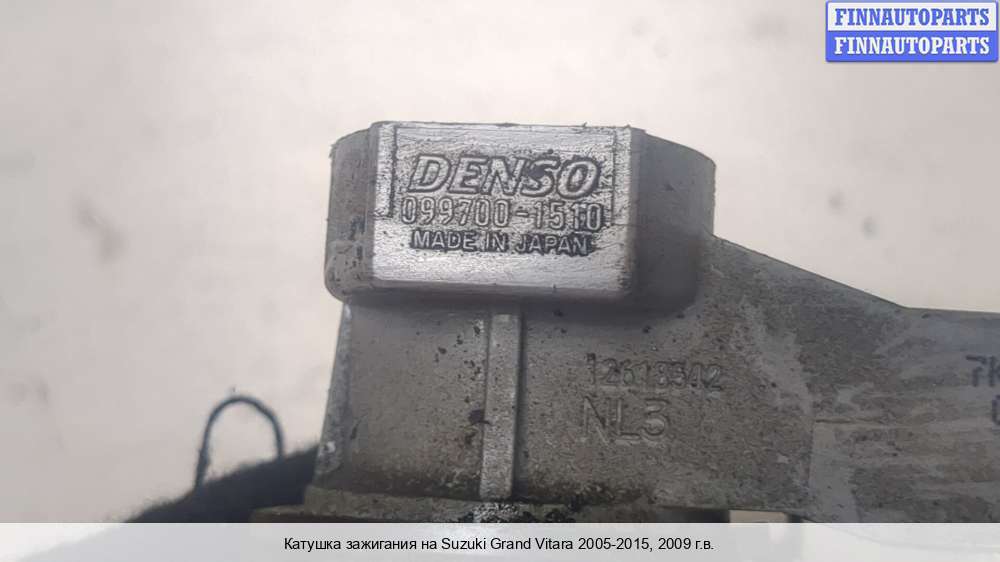 FINNAUTOPARTS
FINNAUTOPARTS
DENSO
099700-1510
MADE IN JAPAN
12618542
NL3
Катушка зажигания на Suzuki Grand Vitara 2005-2015, 2009 г.в.